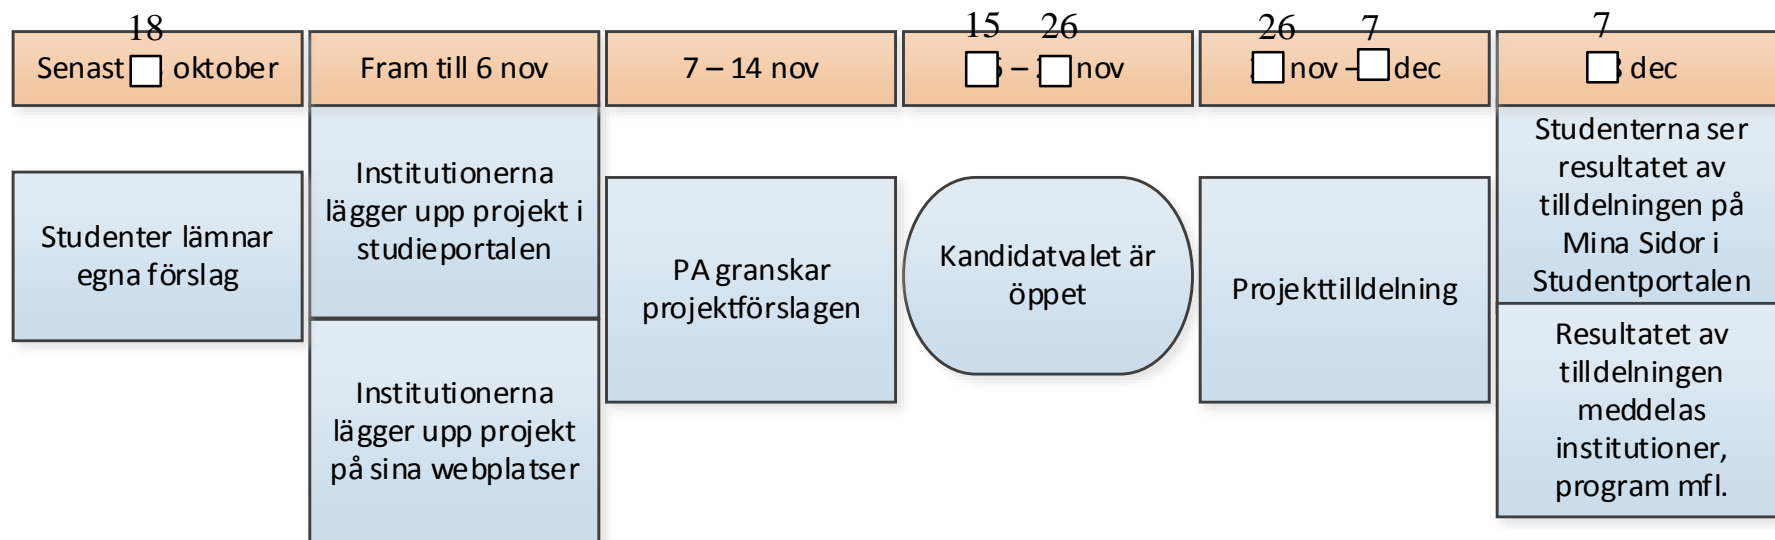 18
15
26
26
7
7
Senast oktober
Fram till 6 nov
7 – 14 nov
– nov
nov – dec
dec
Studenter lämnar
egna förslag
Institutionerna
lägger upp projekt i
studieportalen
Institutionerna
lägger upp projekt
på sina webplatser
PA granskar
projektförslagen
Kandidatvalet är
öppet
Projekttilldelning
Studenterna ser
resultatet av
tilldelningen på
Mina Sidor i
Studentportalen
Resultatet av
tilldelningen
meddelas
institutioner,
program mfl.